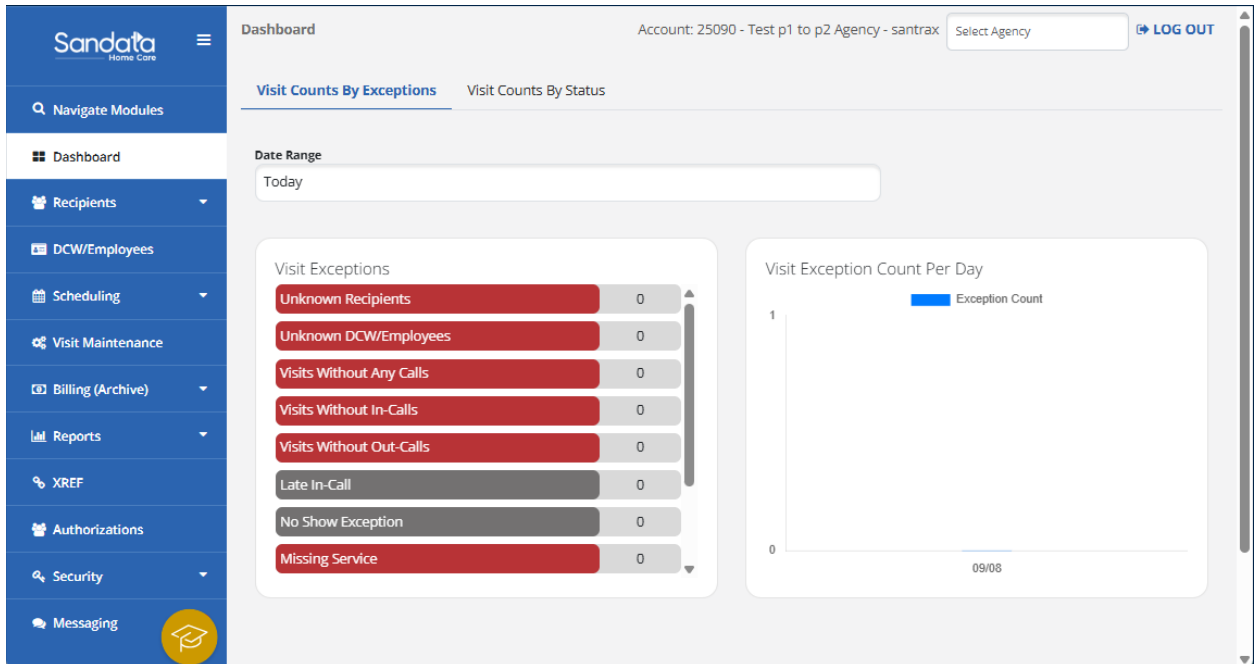 Sandata
Home Care
Navigate Modules
Dashboard
Recipients
DCW/Employees
Scheduling
Visit Maintenance
Billing (Archive)
Reports
XREF
Authorizations
Security
Messaging
Dashboard
Account: 25090 - Test p1 to p2 Agency - santrax
Select Agency
LOG OUT
Visit Counts By Exceptions
Visit Counts By Status
Date Range
Today
Visit Exceptions
Unknown Recipients 0
Unknown DCW/Employees 0
Visits Without Any Calls 0
Visits Without In-Calls 0
Visits Without Out-Calls 0
Late In-Call 0
No Show Exception 0
Missing Service 0
Visit Exception Count Per Day
Exception Count
1
0
09/08